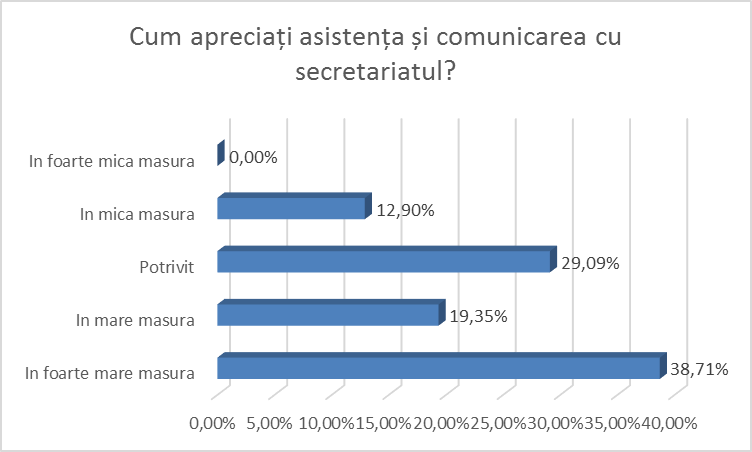 Cum apreciați asistența și comunicarea cu
secretariatul?
In foarte mica masura 0,00%
In mica masura 12,90%
Potrivit 29,09%
In mare masura 19,35%
In foarte mare masura 38,71%
0,00% 5,00% 10,00% 15,00% 20,00% 25,00% 30,00% 35,00% 40,00%